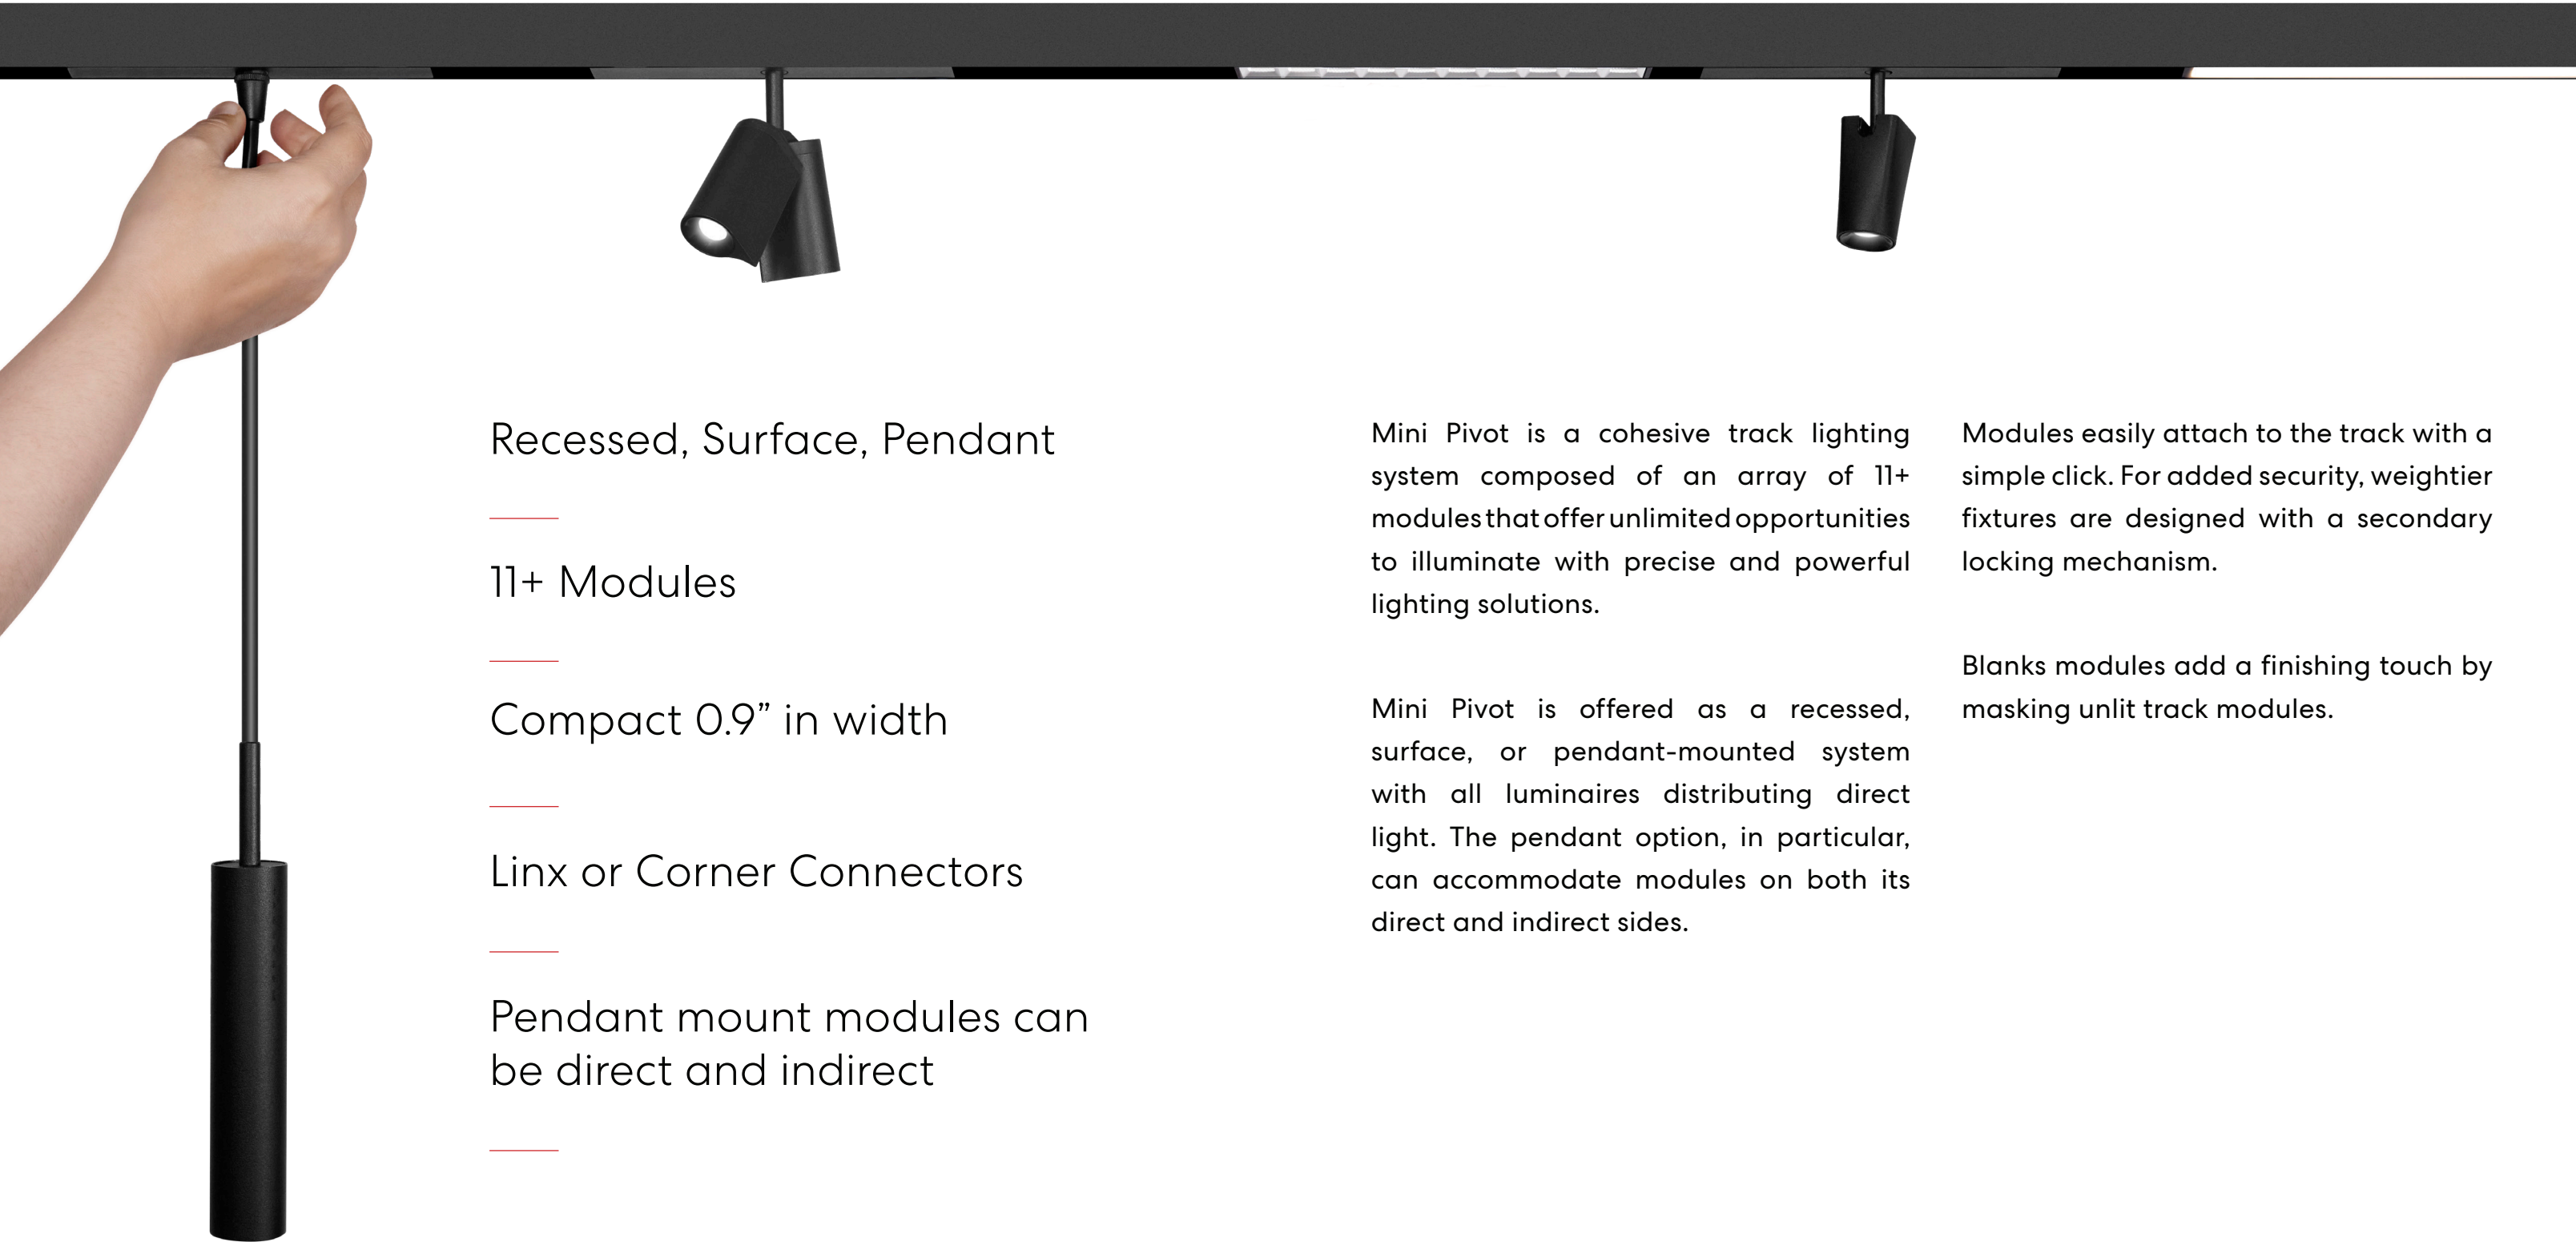 Recessed, Surface, Pendant
11+ Modules
Compact 0.9” in width
Linx or Corner Connectors
Pendant mount modules can
be direct and indirect
Mini Pivot is a cohesive track lighting
system composed of an array of 11+
modules that offer unlimited opportunities
to illuminate with precise and powerful
lighting solutions.
Mini Pivot is offered as a recessed,
surface, or pendant-mounted system
with all luminaires distributing direct
light. The pendant option, in particular,
can accommodate modules on both its
direct and indirect sides.
Modules easily attach to the track with a
simple click. For added security, weightier
fixtures are designed with a secondary
locking mechanism.
Blanks modules add a finishing touch by
masking unlit track modules.